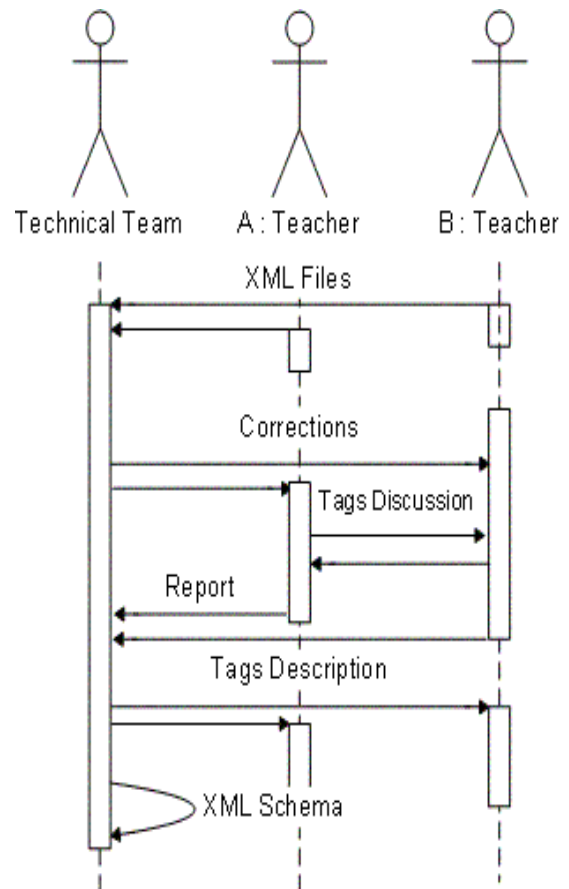 Technical Team
A : Teacher
B : Teacher
XML Files
Corrections
Tags Discussion
Report
Tags Description
XML Schema